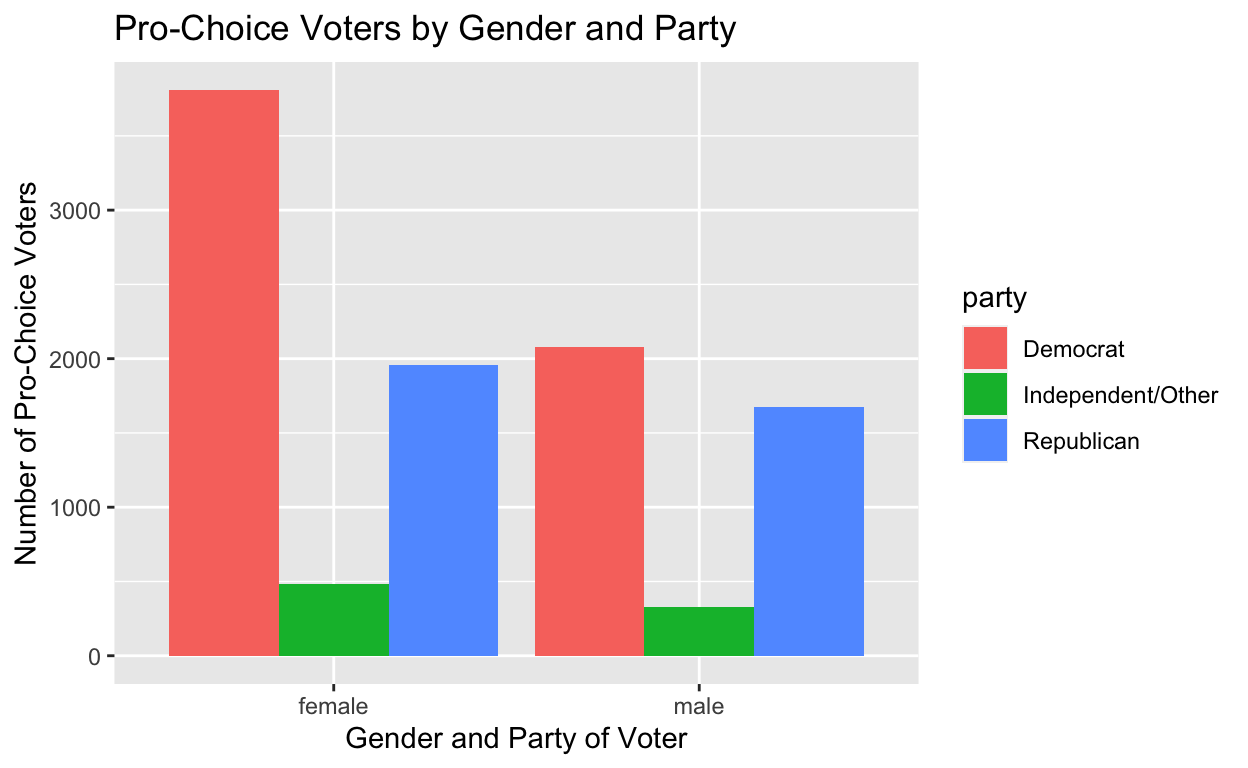 Pro-Choice Voters by Gender and Party
Number of Pro-Choice Voters
3000
2000
1000
0
female
male
Gender and Party of Voter
party
Democrat
Independent/Other
Republican